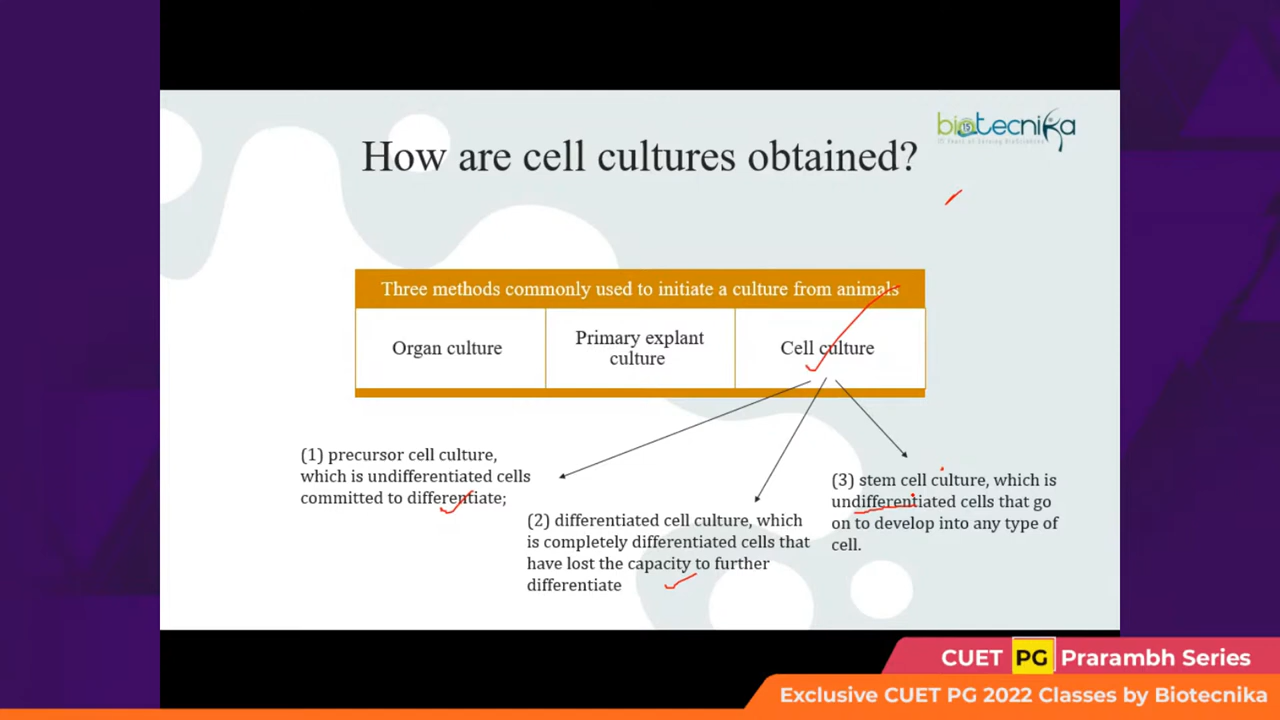 biotecnika
How are cell cultures obtained?
Three methods commonly used to initiate a culture from animals
Organ culture
Primary explant
culture
Cell culture
(1) precursor cell culture,
which is undifferentiated cells
committed to differentiate;
(2) differentiated cell culture, which
is completely differentiated cells that
have lost the capacity to further
differentiate
(3) stem cell culture, which is
undifferentiated cells that go
on to develop into any type of
cell.
CUET PG Prarambh Series
Exclusive CUET PG 2022 Classes by Biotecnika